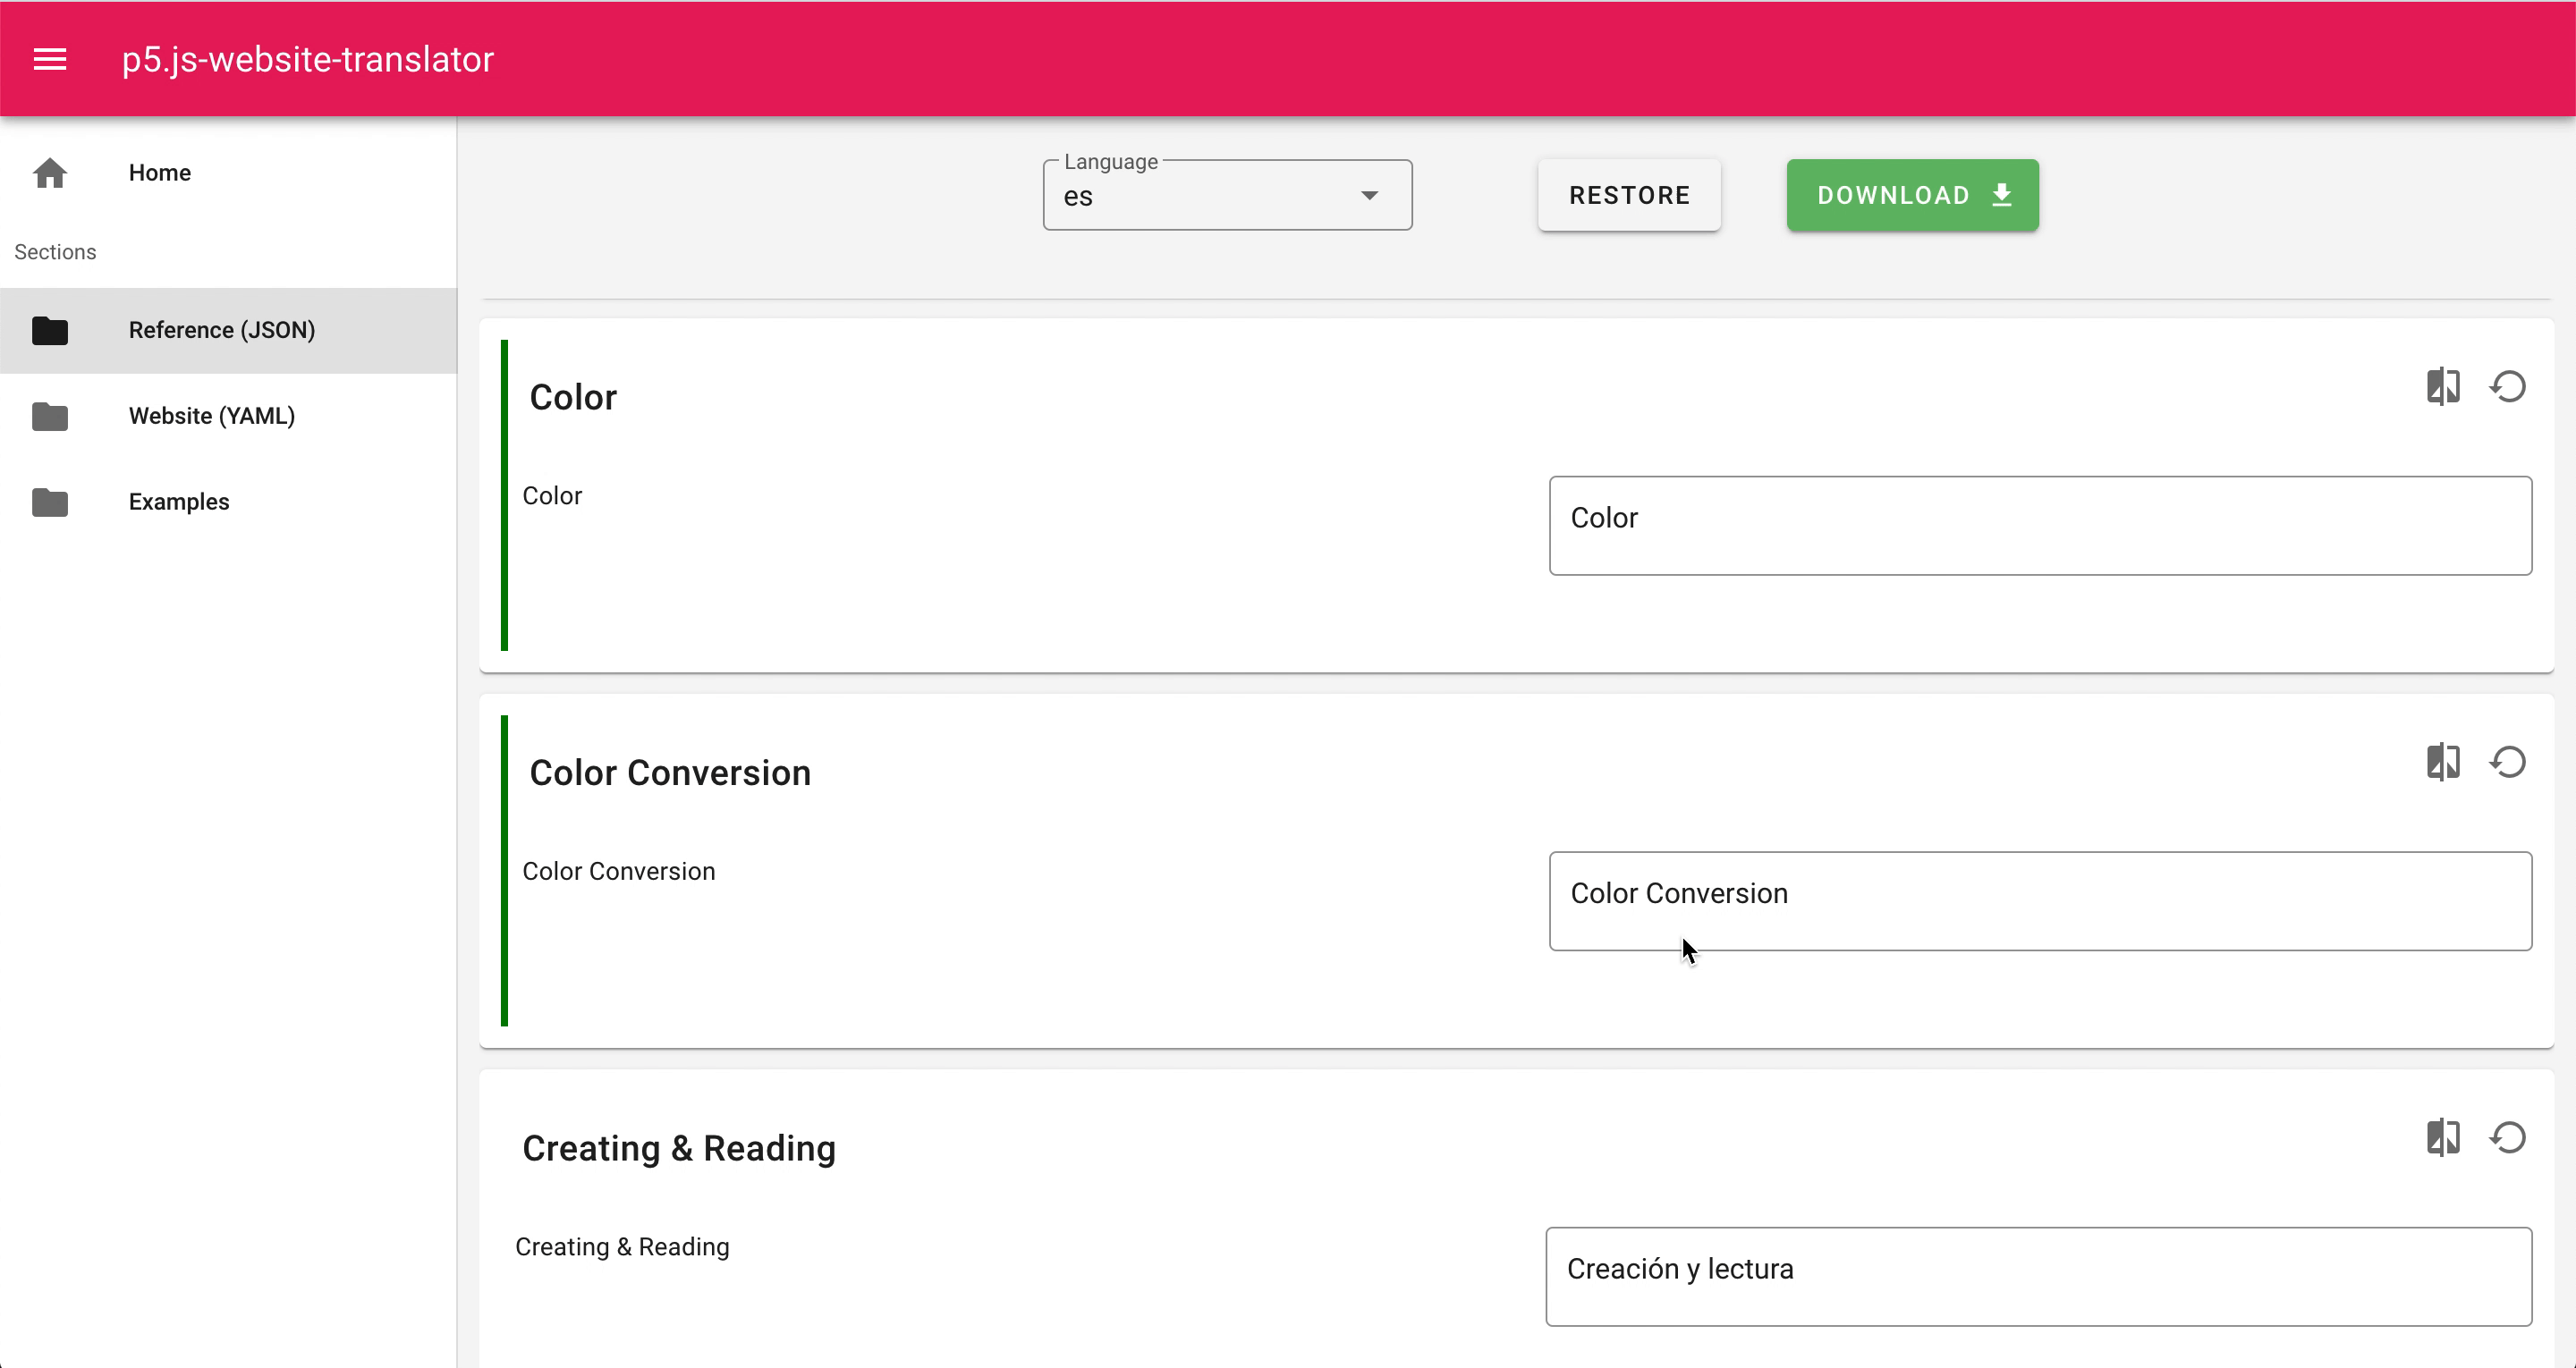 p5.js-website-translator
Home
Sections
Reference (JSON)
Website (YAML)
Examples
Language
es
RESTORE
DOWNLOAD
Color
Color
Color
Color Conversion
Color Conversion
Color Conversion
Creating & Reading
Creating & Reading
Creación y lectura